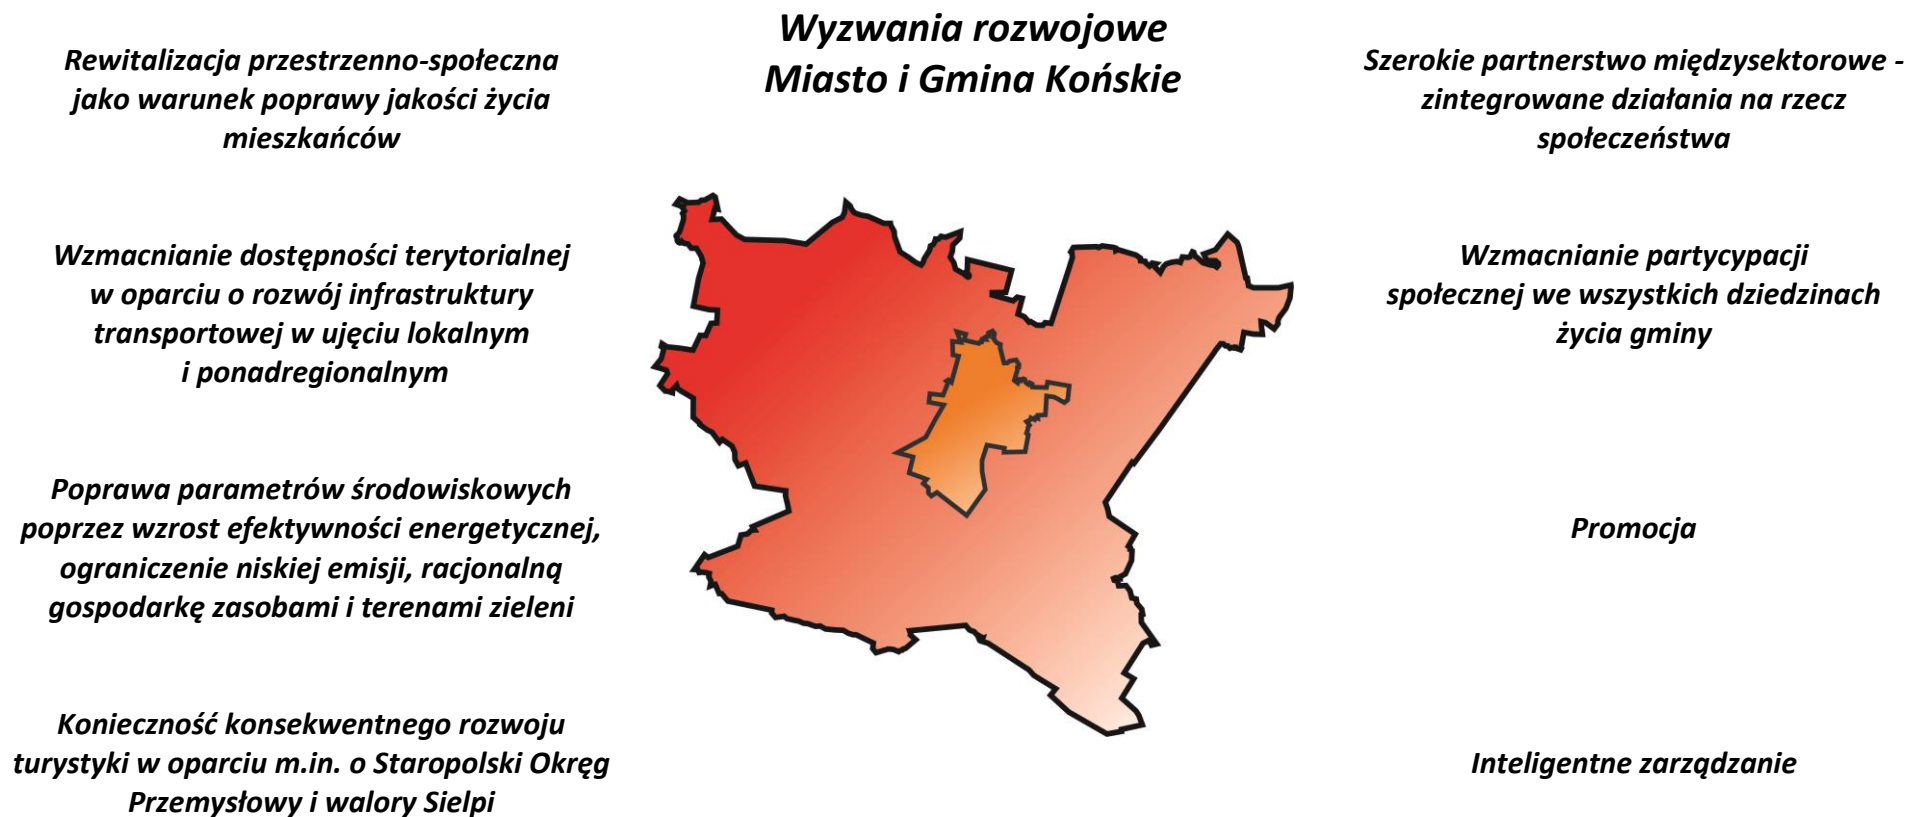 Wyzwania rozwojowe
Miasto i Gmina Końskie
Rewitalizacja przestrzenno-społeczna
jako warunek poprawy jakości życia
mieszkańców
Wzmacnianie dostępności terytorialnej
w oparciu o rozwój infrastruktury
transportowej w ujęciu lokalnym
i ponadregionalnym
Poprawa parametrów środowiskowych
poprzez wzrost efektywności energetycznej,
ograniczenie niskiej emisji, racjonalną
gospodarkę zasobami i terenami zieleni
Konieczność konsekwentnego rozwoju
turystyki w oparciu m.in. o Staropolski Okręg
Przemysłowy i walory Sielpi
Szerokie partnerstwo międzysektorowe -
zintegrowane działania na rzecz
społeczeństwa
Wzmacnianie partycypacji
społecznej we wszystkich dziedzinach
życia gminy
Promocja
Inteligentne zarządzanie